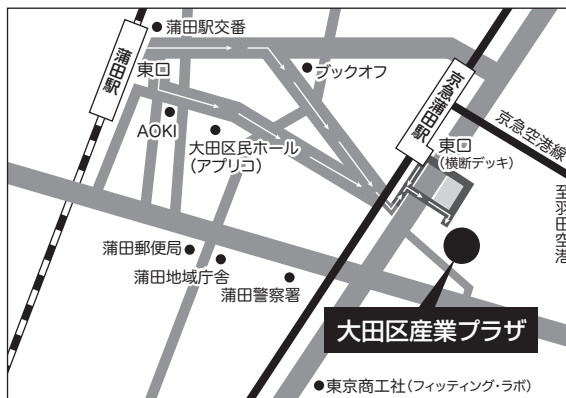 蒲田駅交番
蒲田駅
東口
ブックオフ
AOKI
大田区民ホール
(アプリコ)
京急蒲田駅
京急空港線
東口
(横断デッキ)
至羽田空港
蒲田郵便局
蒲田地域庁舎
蒲田警察署
大田区産業プラザ
東京商工社(フィッティング・ラボ)